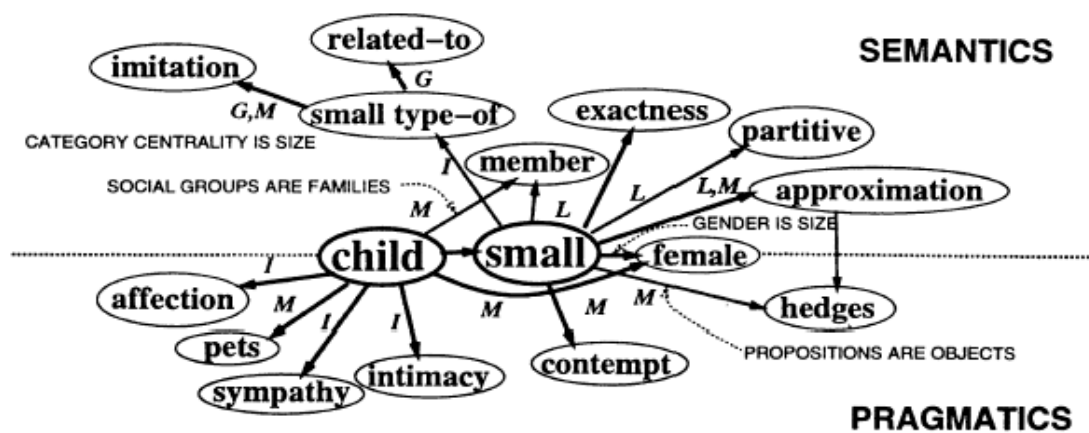 related-to
SEMANTICS
imitation
G
G,M
small type-of
exactness
CATEGORY CENTRALITY IS SIZE
partitive
member
I
SOCIAL GROUPS ARE FAMILIES
L
L,M
approximation
M
L
GENDER IS SIZE
child
small
female
I
affection
M
I
I
M
M
M
hedges
pets
contempt
PROPOSITIONS ARE OBJECTS
intimacy
sympathy
PRAGMATICS